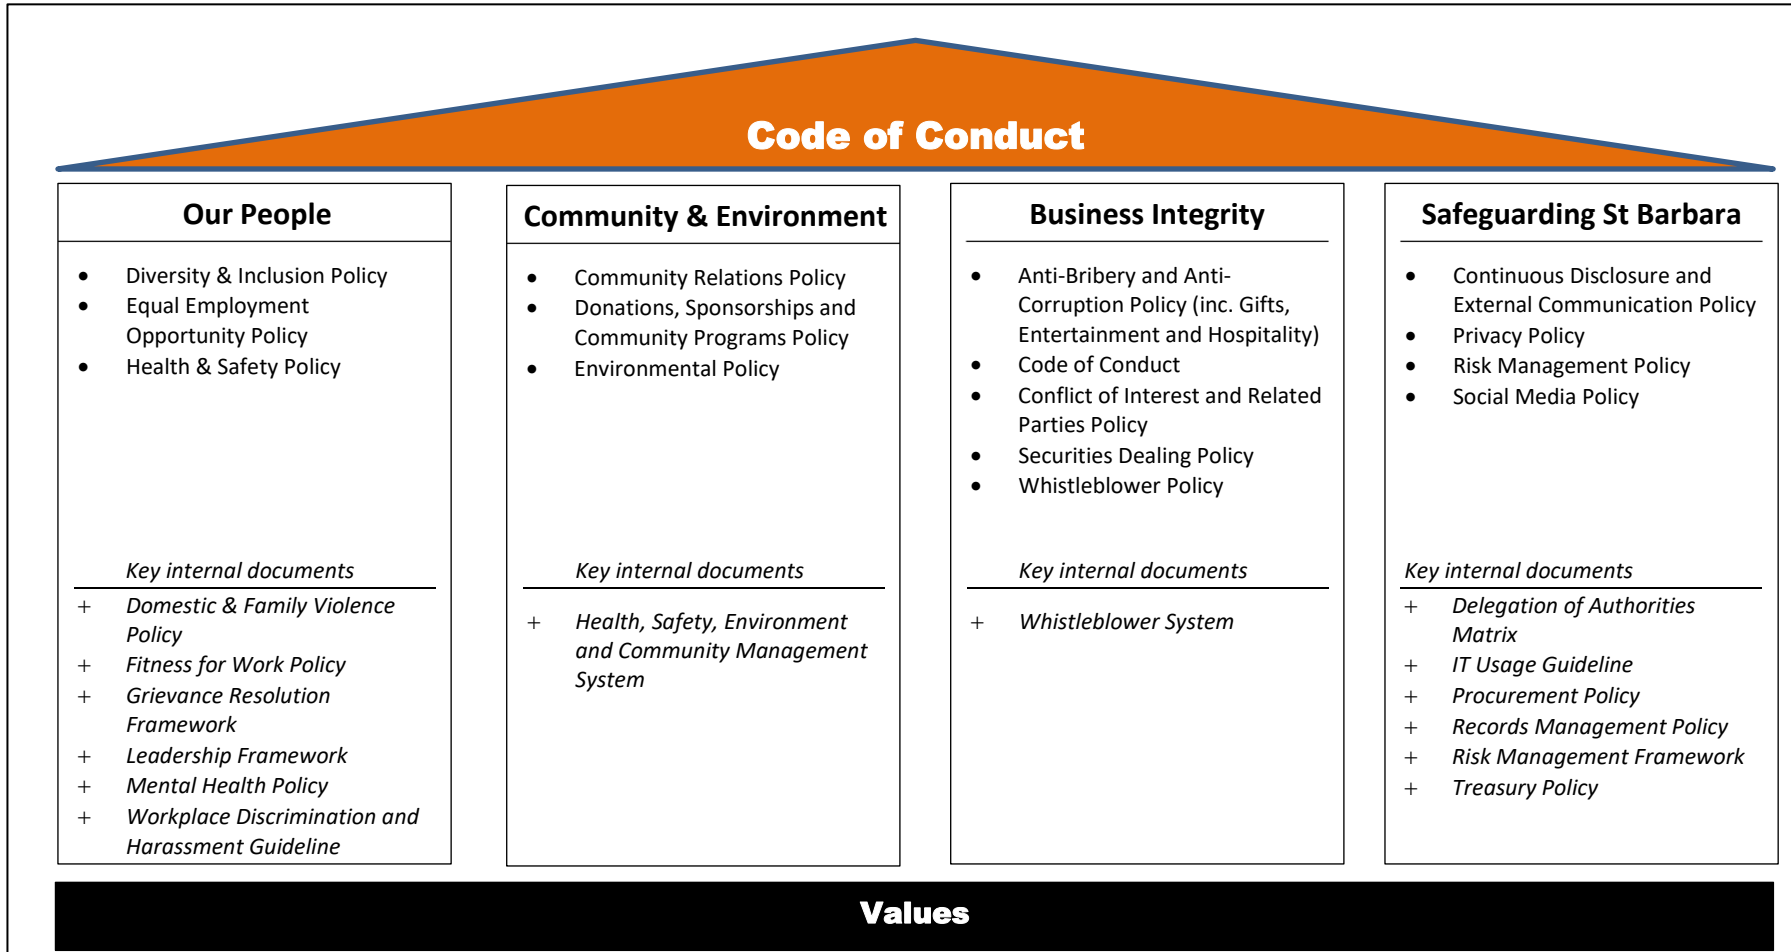 Code of Conduct
Our People
• Diversity & Inclusion Policy
• Equal Employment
Opportunity Policy
• Health & Safety Policy
Key internal documents
+ Domestic & Family Violence
Policy
+ Fitness for Work Policy
+ Grievance Resolution
Framework
+ Leadership Framework
+ Mental Health Policy
+ Workplace Discrimination and
Harassment Guideline
Community & Environment
• Community Relations Policy
• Donations, Sponsorships and
Community Programs Policy
• Environmental Policy
Key internal documents
+ Health, Safety, Environment
and Community Management
System
Business Integrity
• Anti-Bribery and Anti-
Corruption Policy (inc. Gifts,
Entertainment and Hospitality)
• Code of Conduct
• Conflict of Interest and Related
Parties Policy
• Securities Dealing Policy
• Whistleblower Policy
Key internal documents
+ Whistleblower System
Safeguarding St Barbara
• Continuous Disclosure and
External Communication Policy
• Privacy Policy
• Risk Management Policy
• Social Media Policy
Key internal documents
+ Delegation of Authorities
Matrix
+ IT Usage Guideline
+ Procurement Policy
+ Records Management Policy
+ Risk Management Framework
+ Treasury Policy
Values